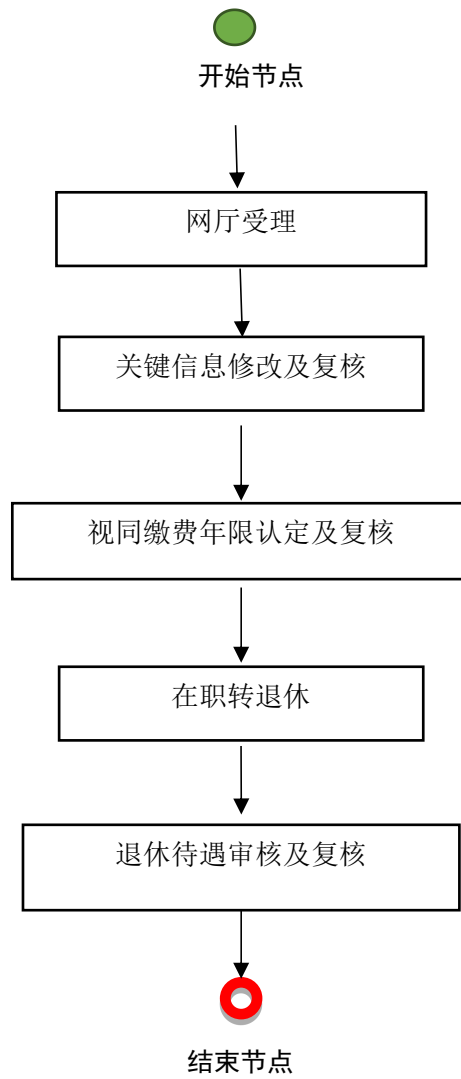 开始节点
网厅受理
关键信息修改及复核
视同缴费年限认定及复核
在职转退休
退休待遇审核及复核
结束节点